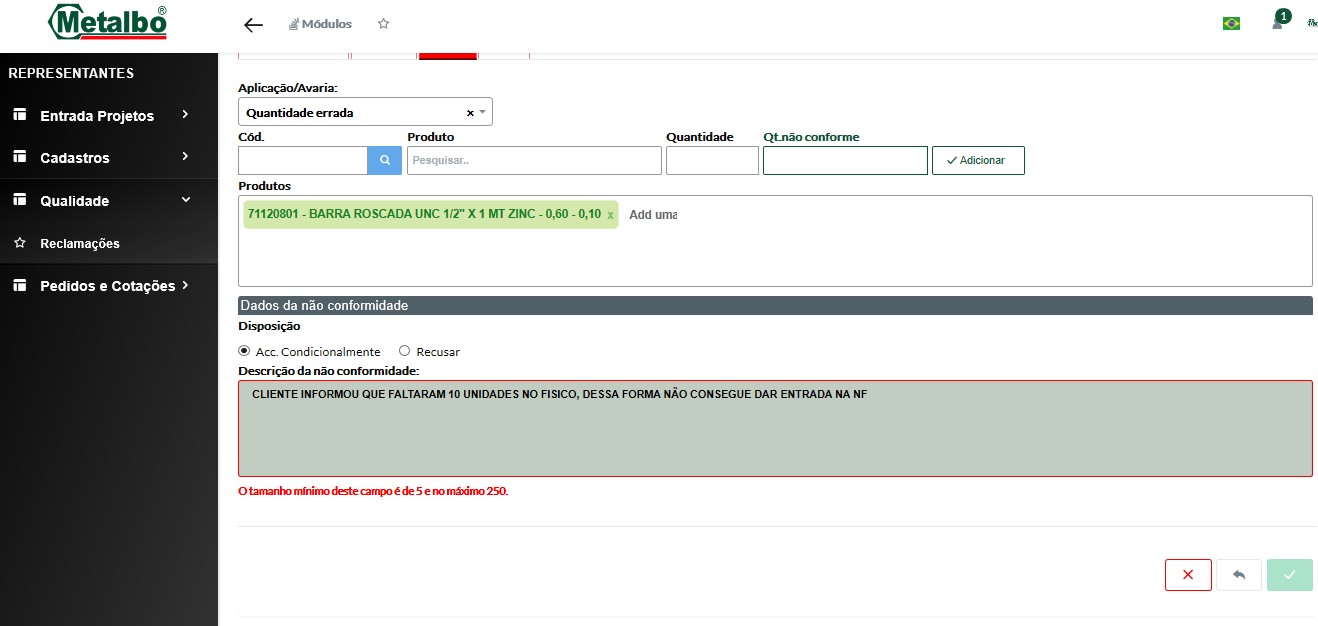 Metalbo®
Módulos
1
REPRESENTANTES
Entrada Projetos
Cadastros
Qualidade
Reclamações
Pedidos e Cotações
Aplicação/Avaria:
Quantidade errada x
Cód. Produto Quantidade Qt.não conforme
Pesquisar.. Adicionar
Produtos
71120801 - BARRA ROSCADA UNC 1/2" X 1 MT ZINC - 0,60 - 0,10 x Add uma
Dados da não conformidade
Disposição
Acc. Condicionalmente Recusar
Descrição da não conformidade:
CLIENTE INFORMOU QUE FALTARAM 10 UNIDADES NO FISICO, DESSA FORMA NÃO CONSEGUE DAR ENTRADA NA NF
O tamanho mínimo deste campo é de 5 e no máximo 250.